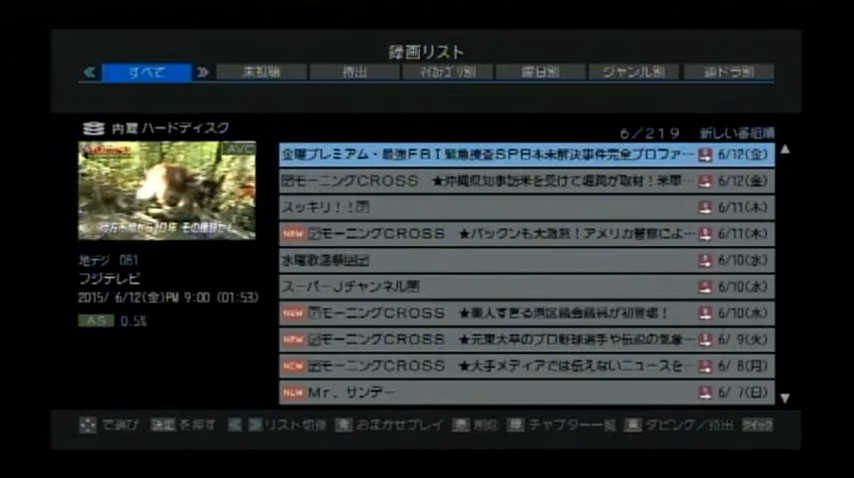 録画リスト
すべて 未視聴 持出 ﾏｲｶﾃｺﾞﾘ別 曜日別 ジャンル別 連ドラ別
内蔵ハードディスク
6/219 新しい番組順
AVC
地デジ 081
フジテレビ
2015/ 6/12(金)PM 9:00 (01:53)
AS 0.5%
金曜プレミアム・最強FBI緊急捜査SPB本未解決事件完全プロファ… 6/12(金)
モーニングCROSS ★沖縄県知事訪米を受けて堀潤が取材！米軍… 6/12(金)
スッキリ！！ 6/11(木)
NEW モーニングCROSS ★パックンも大激怒！アメリカ警察によ… 6/11(木)
水曜歌謡祭 6/10(水)
スーパーJチャンネル 6/10(水)
NEW モーニングCROSS ★美人すぎる港区議会議員が初登場！ 6/10(水)
NEW モーニングCROSS ★元東大卒のプロ野球選手や伝説の気象… 6/ 9(火)
NEW モーニングCROSS ★大手メディアでは伝えないニュースを… 6/ 8(月)
NEW Mr．サンデー 6/ 7(日)
で選び 決定 を押す リスト切換 青 おまかせプレイ 削除 チャプター一覧 ダビング/持出 クイック